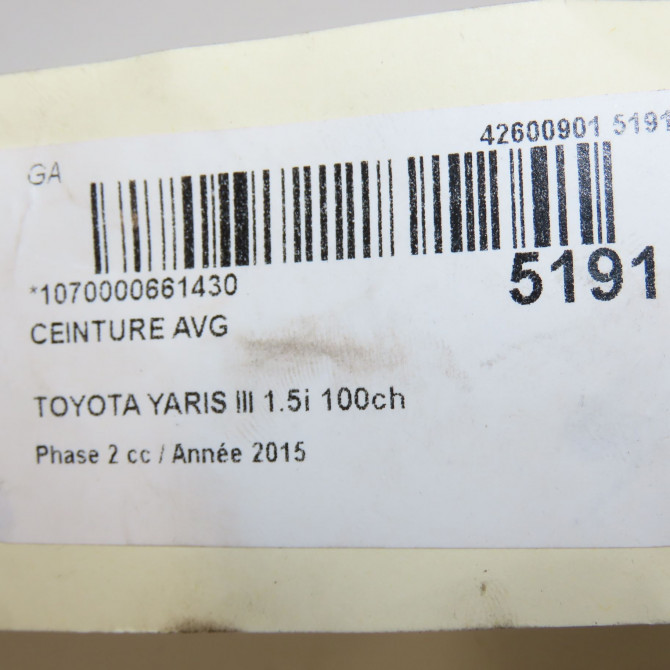 42600901 5191
GA
5191
*1070000661430
CEINTURE AVG
TOYOTA YARIS III 1.5i 100ch
Phase 2 cc / Année 2015